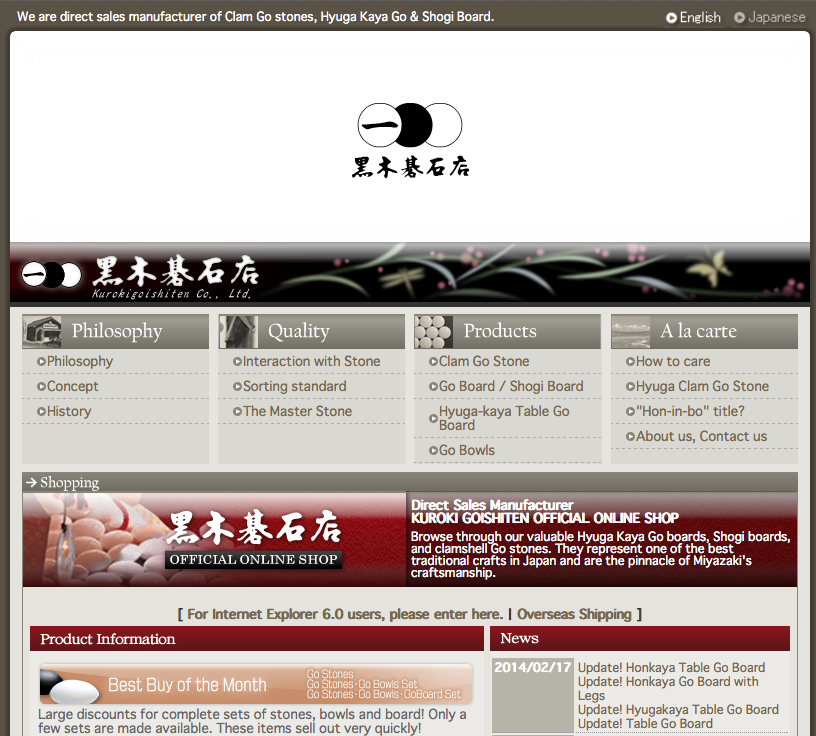 We are direct sales manufacturer of Clam Go stones, Hyuga Kaya Go & Shogi Board.
English
Japanese
黒木碁石店
黒木碁石店
Kurokigoishiten Co., Ltd.
Philosophy
Philosophy
Concept
History
Quality
Interaction with Stone
Sorting standard
The Master Stone
Products
Clam Go Stone
Go Board / Shogi Board
Hyuga-kaya Table Go
Board
Go Bowls
A la carte
How to care
Hyuga Clam Go Stone
"Hon-in-bo" title?
About us, Contact us
Shopping
黒木碁石店
OFFICIAL ONLINE SHOP
Direct Sales Manufacturer
KUROKI GOISHITEN OFFICIAL ONLINE SHOP
Browse through our valuable Hyuga Kaya Go boards, Shogi boards,
and clamshell Go stones. They represent one of the best
traditional crafts in Japan and are the pinnacle of Miyazaki's
craftsmanship.
[ For Internet Explorer 6.0 users, please enter here. | Overseas Shipping ]
Product Information
Best Buy of the Month
Go Stones
Go Stones・Go Bowls Set
Go Stones・Go Bowls・GoBoard Set
Large discounts for complete sets of stones, bowls and board! Only a
few sets are made available. These items sell out very quickly!
News
2014/02/17
Update! Honkaya Table Go Board
Update! Honkaya Go Board with
Legs
Update! Hyugakaya Table Go Board
Update! Table Go Board